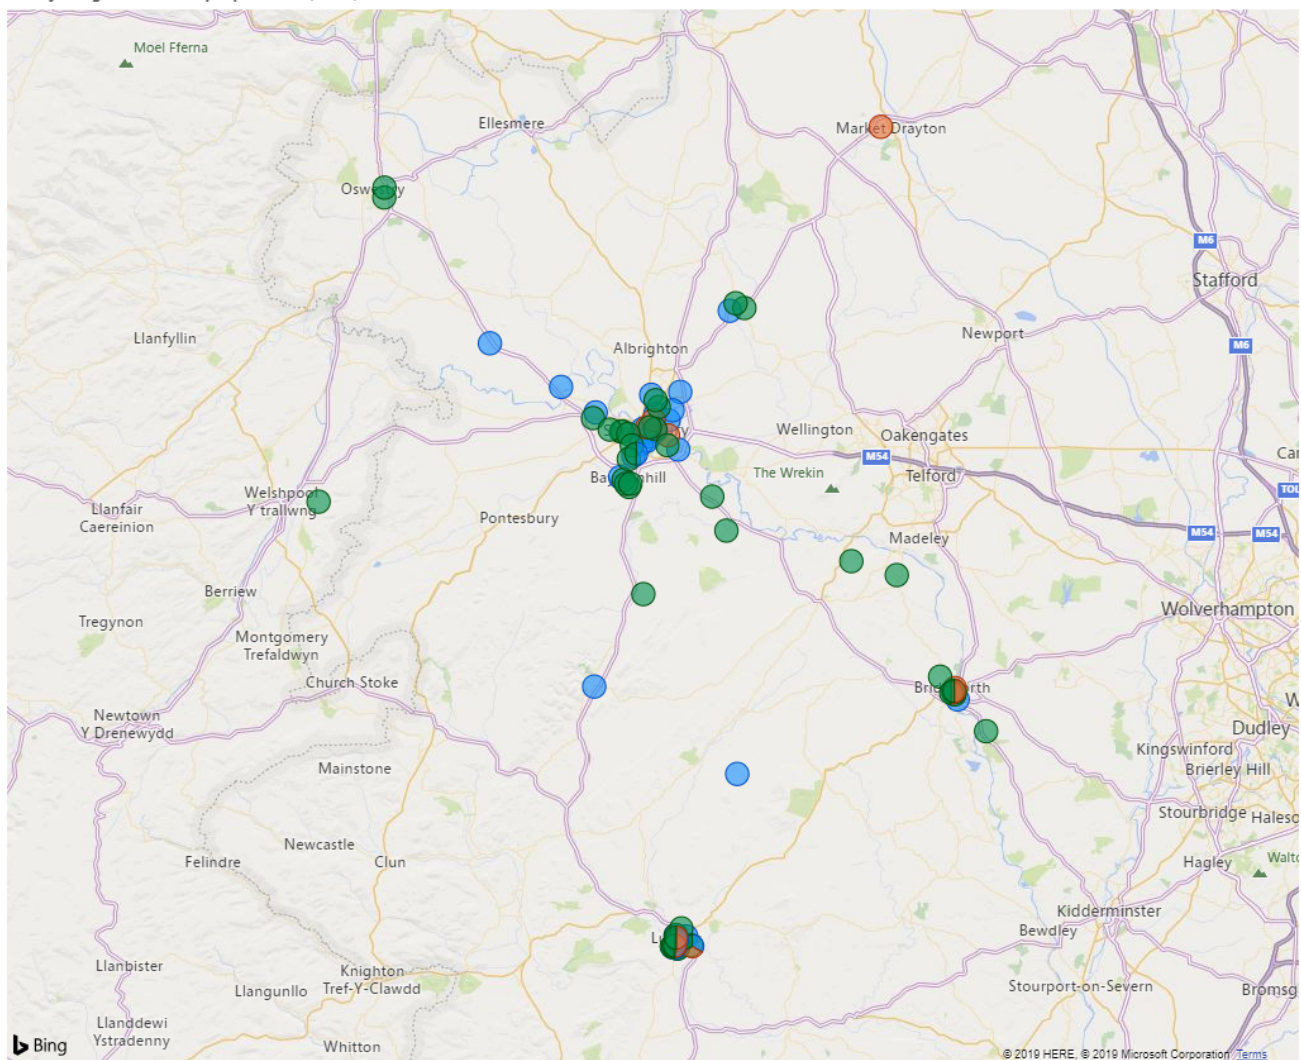 Moel Fferna
Ellesmere
Market Drayton
Oswestry
M6
Stafford
Llanfyllin
Newport
Albrighton
M6
Wellington
Oakengates
M54
The Wrekin
Telford
Welshpool
Y trallwng
TOL
Llanfair
Caereinion
Pontesbury
M54
M54
Madeley
Berriew
Wolverhampton
Tregynon
Montgomery
Trefaldwyn
Church Stoke
Newtown
Y Drenewydd
Dudley
Kingswinford
Mainstone
Brierley Hill
Stourbridge
Newcastle
Felindre
Clun
Hagley
Kidderminster
Bewdley
Llanbister
Knighton
Tref-Y-Clawdd
Llangunllo
Stourport-on-Severn
Llanddewi
Ystradenny
Whitton
Bing
© 2019 HERE, © 2019 Microsoft Corporation Terms